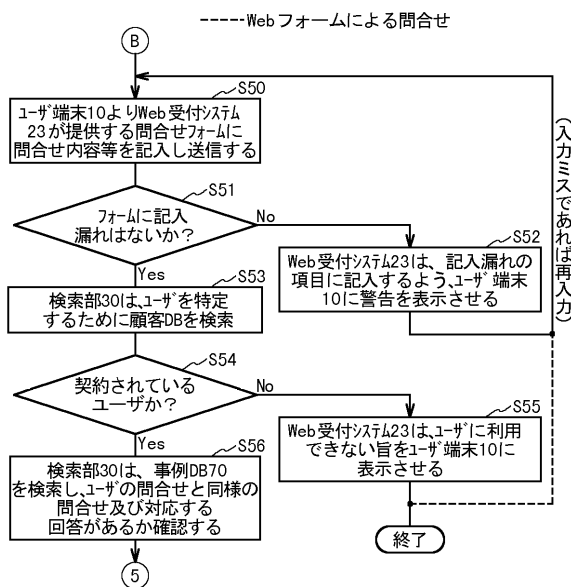 -----Webフォームによる問合せ
B
S50
ユーザ端末10よりWeb受付システム
23が提供する問合せフォームに
問合せ内容等を記入し送信する
S51
フォームに記入
漏れはないか?
No
Yes
S52
Web受付システム23は、記入漏れの
項目に記入するよう、ユーザ端末
10に警告を表示させる
(入力ミスであれば再入力)
S53
検索部30は、ユーザを特定
するために顧客DBを検索
S54
契約されている
ユーザか?
No
Yes
S55
Web受付システム23は、ユーザに利用
できない旨をユーザ端末10に
表示させる
S56
検索部30は、事例DB70
を検索し、ユーザの問合せと同様の
問合せ及び対応する
回答があるか確認する
終了
5